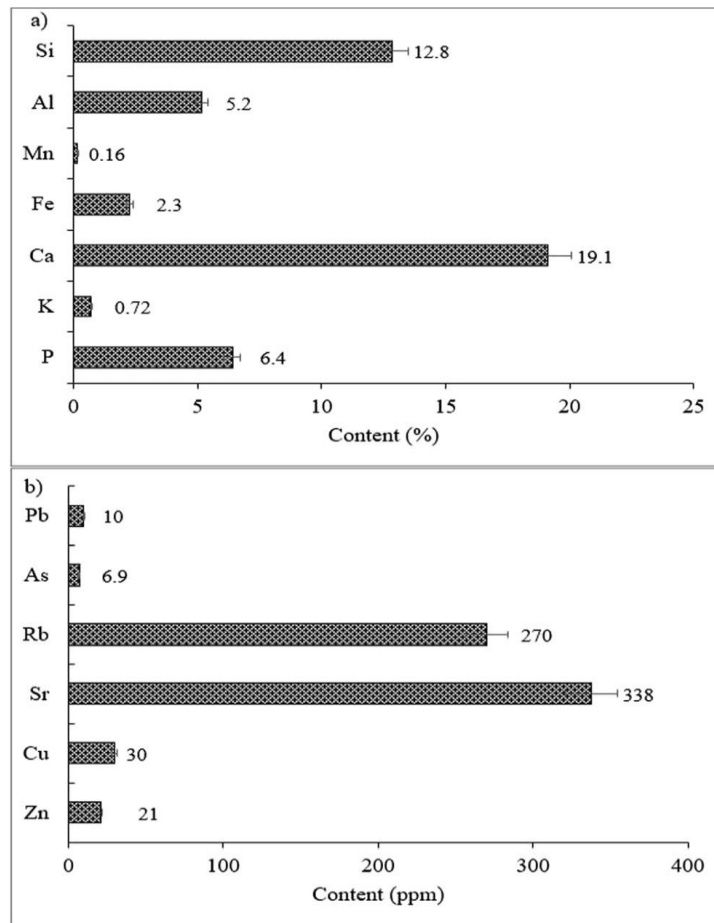 a)
Si 12.8
Al 5.2
Mn 0.16
Fe 2.3
Ca 19.1
K 0.72
P 6.4
0 5 10 15 20 25
Content (%)
b)
Pb 10
As 6.9
Rb 270
Sr 338
Cu 30
Zn 21
0 100 200 300 400
Content (ppm)